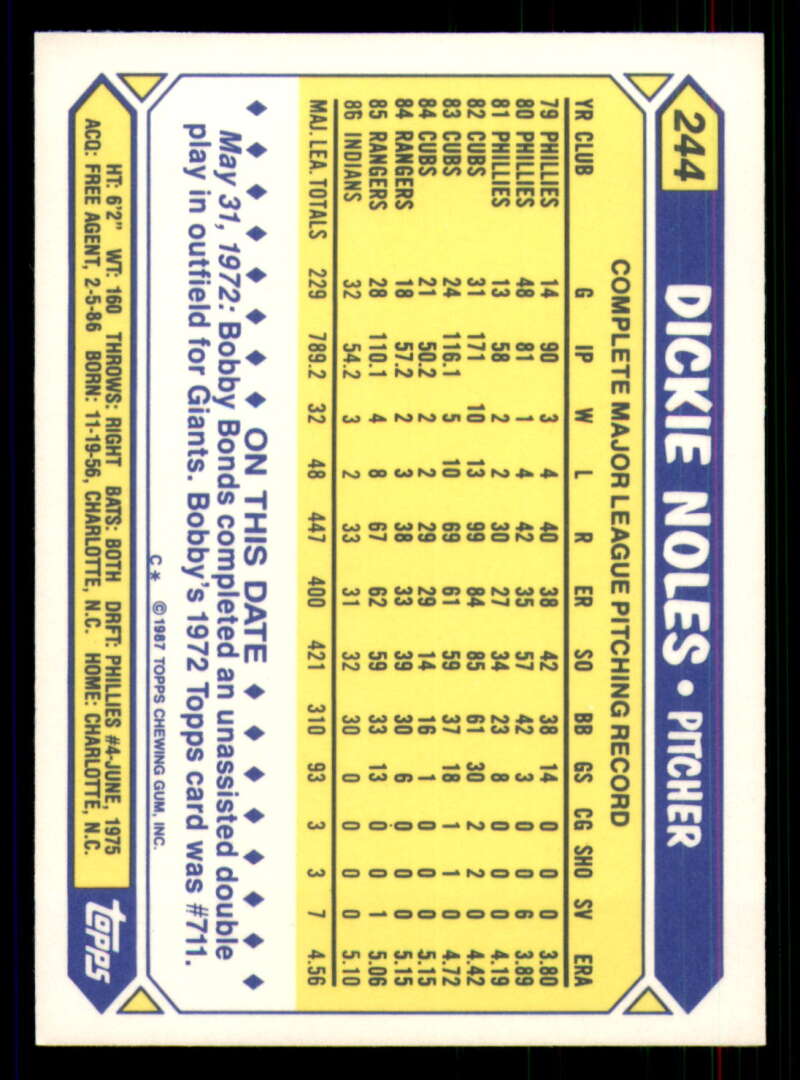 244 DICKIE NOLES • PITCHER
COMPLETE MAJOR LEAGUE PITCHING RECORD
YR CLUB G IP W L R ER SO BB GS CG SHO SV ERA
79 PHILLIES 14 90 3 4 40 38 42 38 14 0 0 0 3.80
80 PHILLIES 48 81 1 4 42 35 57 42 3 0 0 6 3.89
81 PHILLIES 13 58 2 2 30 27 34 23 8 0 0 0 4.19
82 CUBS 31 171 10 13 99 84 85 61 30 2 2 0 4.42
83 CUBS 24 116.1 5 10 69 61 59 37 18 1 1 0 4.72
84 CUBS 21 50.2 2 2 29 29 14 16 1 0 0 0 5.15
84 RANGERS 18 57.2 2 3 38 33 39 30 6 0 0 0 5.15
85 RANGERS 28 110.1 4 8 67 62 59 33 13 0 0 1 5.06
86 INDIANS 32 54.2 3 2 33 31 32 30 0 0 0 0 5.10
MAJ. LEA. TOTALS 229 789.2 32 48 447 400 421 310 93 3 3 7 4.56
♦ ♦ ♦ ♦ ♦ ♦ ♦ ♦ ON THIS DATE ♦ ♦ ♦ ♦ ♦ ♦ ♦ ♦
May 31, 1972: Bobby Bonds completed an unassisted double
play in outfield for Giants. Bobby's 1972 Topps card was #711.
C* ©1987 TOPPS CHEWING GUM, INC.
HT: 6'2" WT: 160 THROWS: RIGHT BATS: BOTH DRFT: PHILLIES #4-JUNE, 1975
ACQ: FREE AGENT, 2-5-86 BORN: 11-19-56, CHARLOTTE, N.C. HOME: CHARLOTTE, N.C.
topps